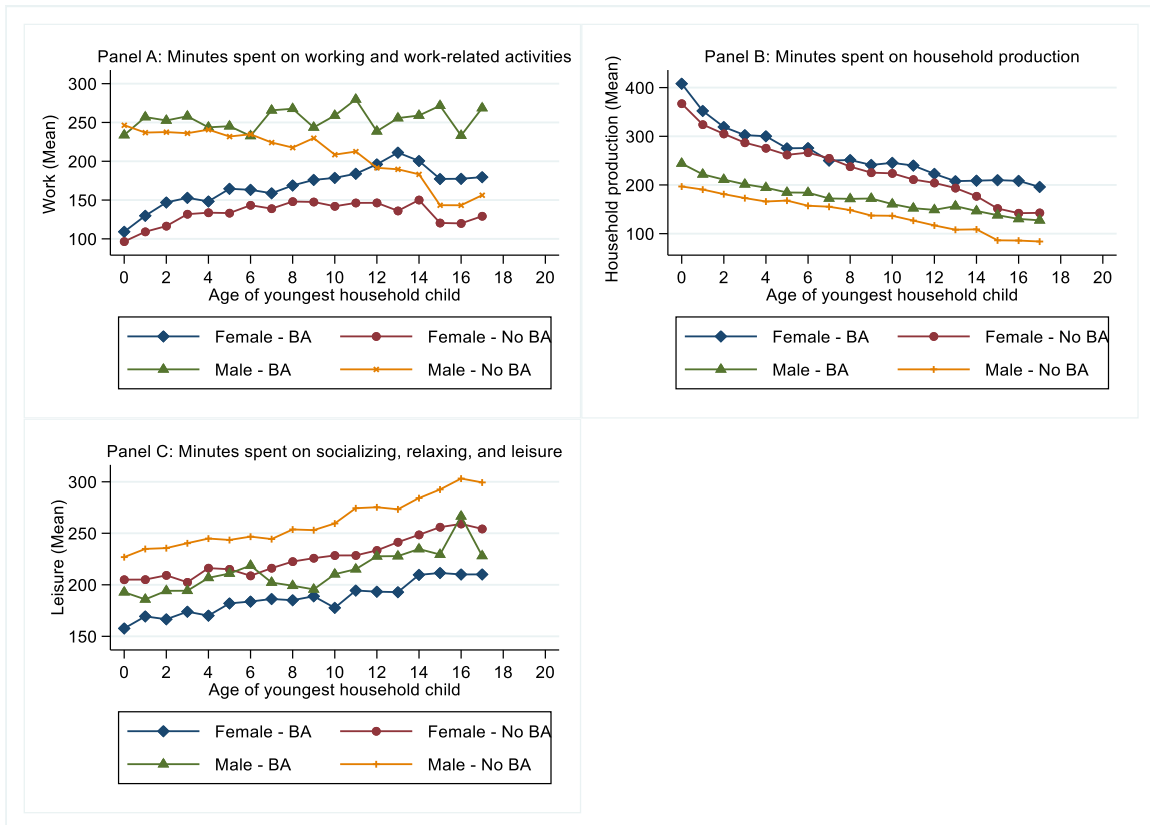 Panel A: Minutes spent on working and work-related activities
300
250
200
150
100
Work (Mean)
0 2 4 6 8 10 12 14 16 18 20
Age of youngest household child
Female - BA Female - No BA
Male - BA Male - No BA
Panel B: Minutes spent on household production
400
300
200
100
Household production (Mean)
0 2 4 6 8 10 12 14 16 18 20
Age of youngest household child
Female - BA Female - No BA
Male - BA Male - No BA
Panel C: Minutes spent on socializing, relaxing, and leisure
300
250
200
150
Leisure (Mean)
0 2 4 6 8 10 12 14 16 18 20
Age of youngest household child
Female - BA Female - No BA
Male - BA Male - No BA